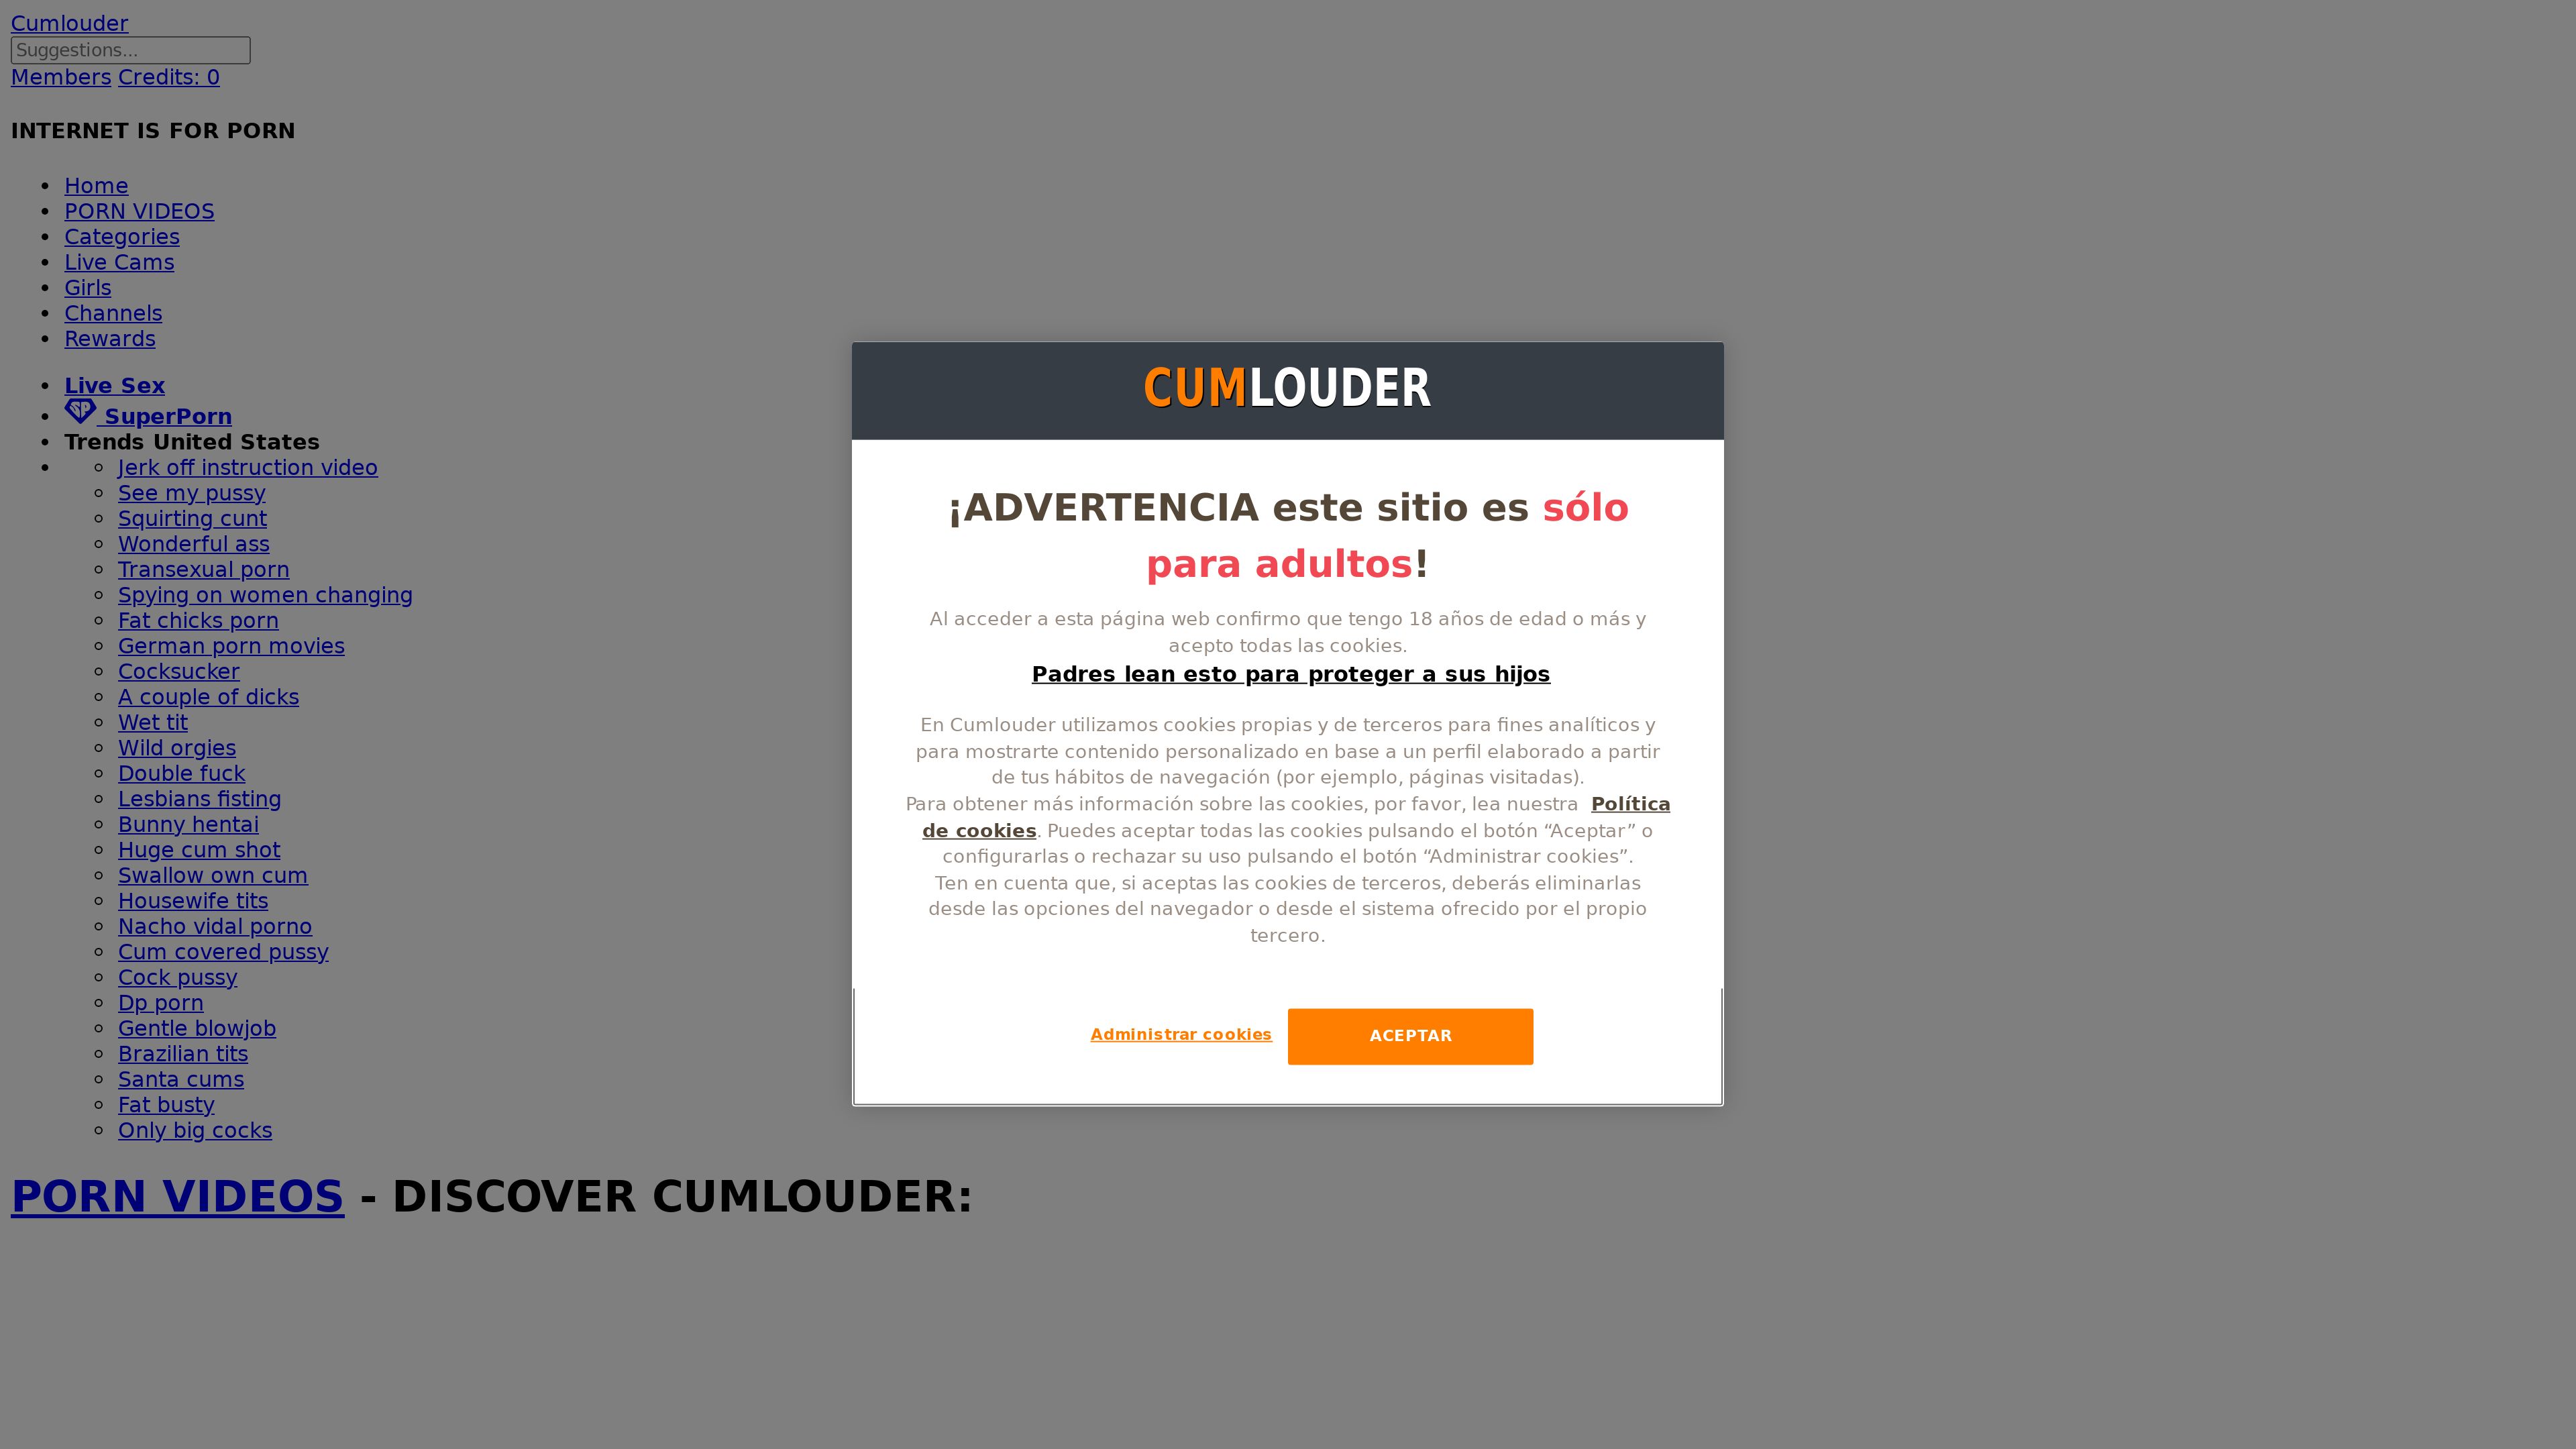 Cumlouder
Suggestions...
Members Credits: 0
INTERNET IS FOR PORN
Home
PORN VIDEOS
Categories
Live Cams
Girls
Channels
Rewards
Live Sex
SuperPorn
Trends United States
Jerk off instruction video
See my pussy
Squirting cunt
Wonderful ass
Transexual porn
Spying on women changing
Fat chicks porn
German porn movies
Cocksucker
A couple of dicks
Wet tit
Wild orgies
Double fuck
Lesbians fisting
Bunny hentai
Huge cum shot
Swallow own cum
Housewife tits
Nacho vidal porno
Cum covered pussy
Cock pussy
Dp porn
Gentle blowjob
Brazilian tits
Santa cums
Fat busty
Only big cocks
PORN VIDEOS - DISCOVER CUMLOUDER:
CUMLOUDER
¡ADVERTENCIA este sitio es sólo
para adultos!
Al acceder a esta página web confirmo que tengo 18 años de edad o más y
acepto todas las cookies.
Padres lean esto para proteger a sus hijos
En Cumlouder utilizamos cookies propias y de terceros para fines analíticos y
para mostrarte contenido personalizado en base a un perfil elaborado a partir
de tus hábitos de navegación (por ejemplo, páginas visitadas).
Para obtener más información sobre las cookies, por favor, lea nuestra Política
de cookies. Puedes aceptar todas las cookies pulsando el botón “Aceptar” o
configurarlas o rechazar su uso pulsando el botón “Administrar cookies”.
Ten en cuenta que, si aceptas las cookies de terceros, deberás eliminarlas
desde las opciones del navegador o desde el sistema ofrecido por el propio
tercero.
Administrar cookies
ACEPTAR